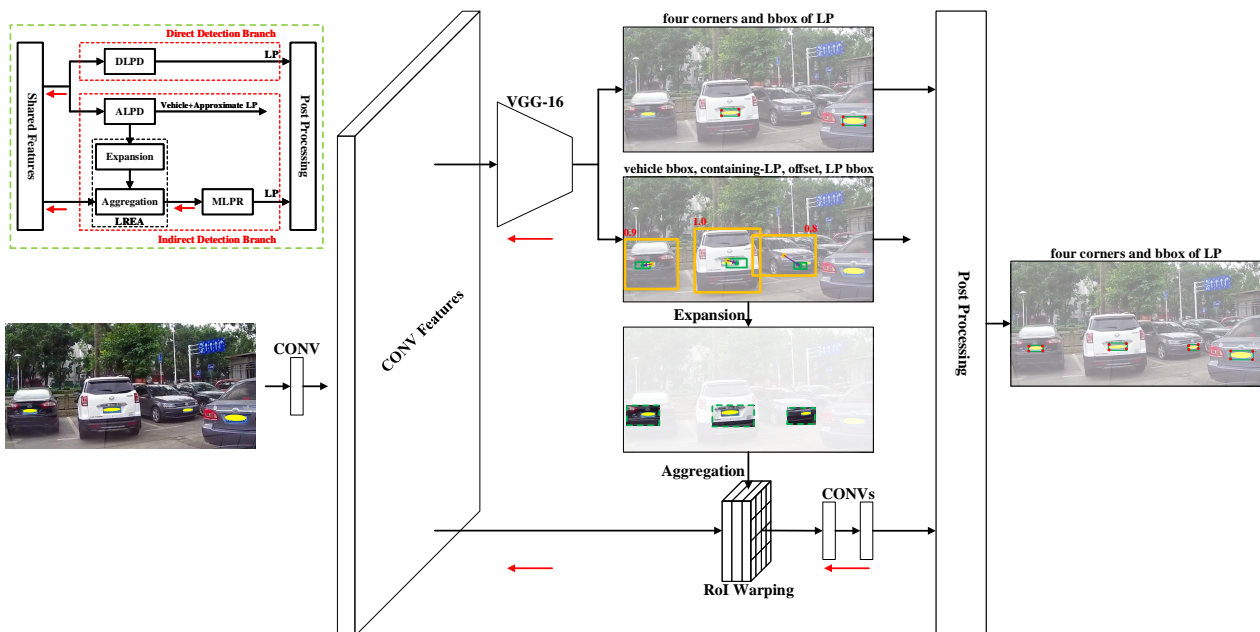 Direct Detection Branch
DLPD
LP
ALPD
Vehicle+Approximate LP
Expansion
Aggregation
MLPR
LP
LREA
Indirect Detection Branch
Shared Features
Post Processing
CONV
CONV Features
VGG-16
four corners and bbox of LP
vehicle bbox, containing-LP, offset, LP bbox
0.9
1.0
0.8
Expansion
Aggregation
RoI Warping
CONVs
Post Processing
four corners and bbox of LP